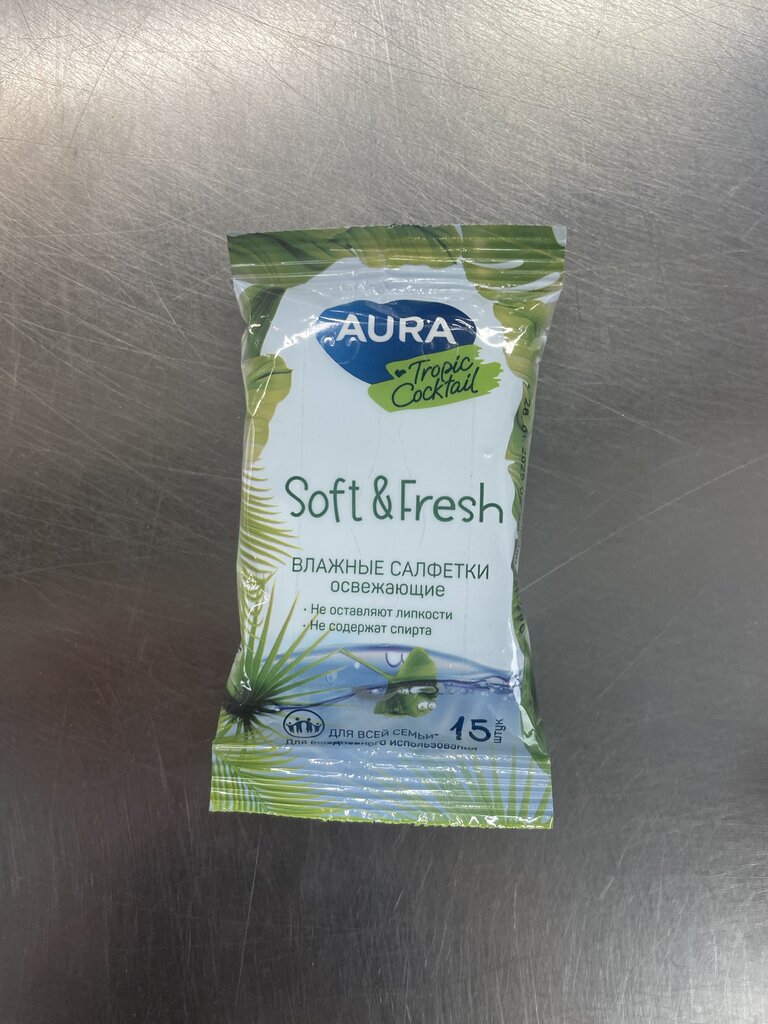 AURA
Tropic
Cocktail
Soft & Fresh
ВЛАЖНЫЕ САЛФЕТКИ
освежающие
· Не оставляют липкости
· Не содержат спирта
ДЛЯ ВСЕЙ СЕМЬИ
15
штук
использования